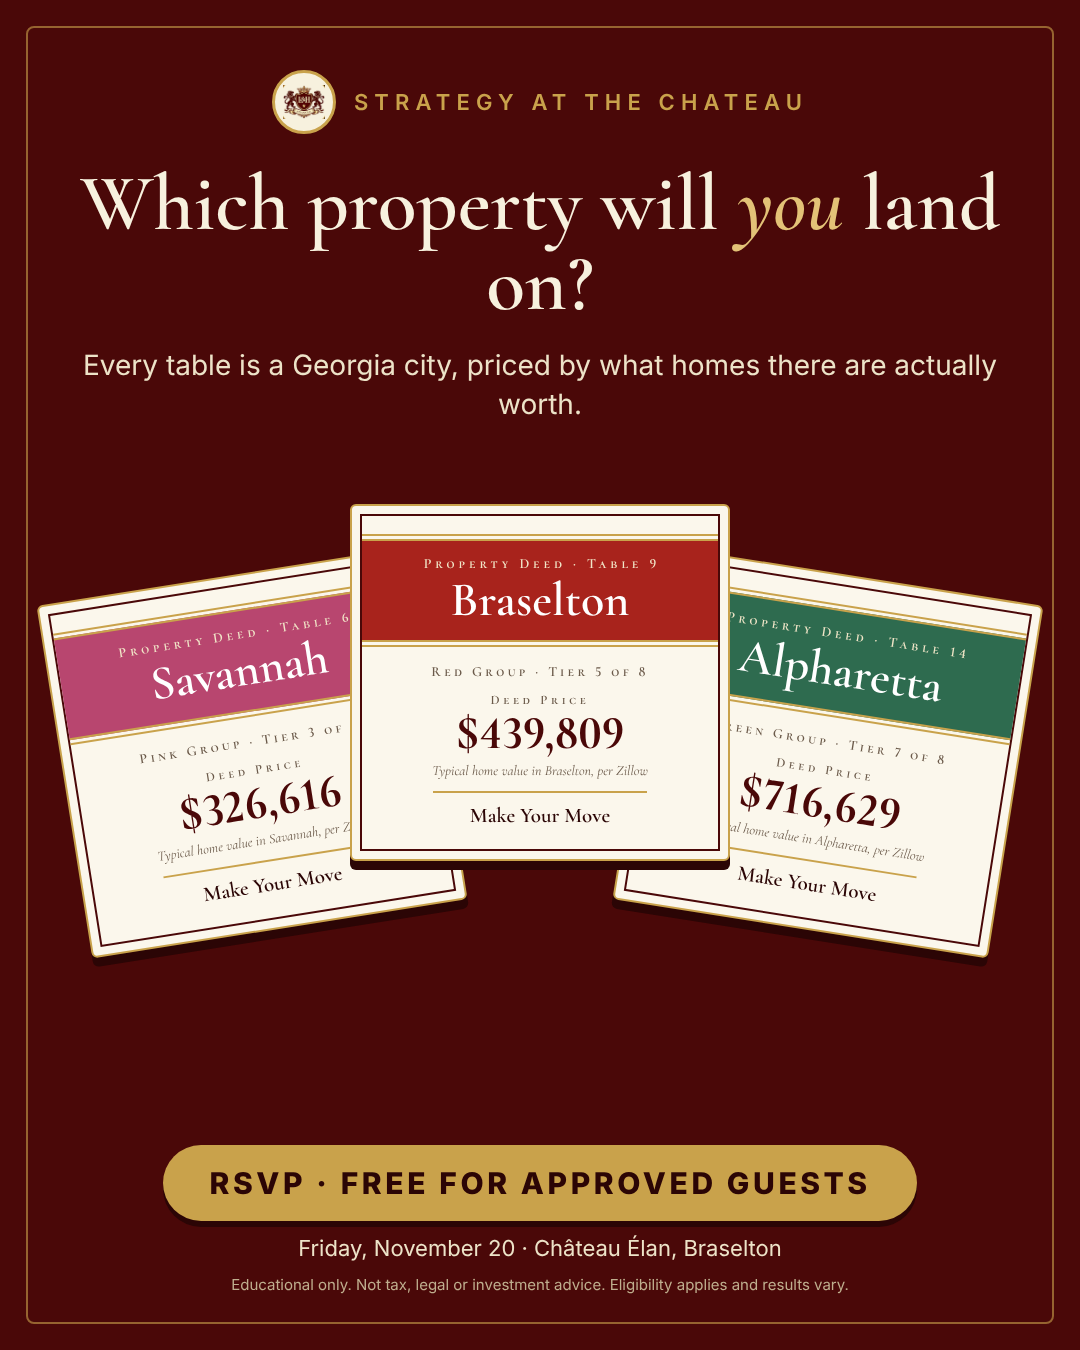 STRATEGY AT THE CHATEAU
Which property will you land
on?
Every table is a Georgia city, priced by what homes there are actually
worth.
Property Deed · Table 6
Savannah
Pink Group · Tier 3 of
Deed Price
$326,616
Typical home value in Savannah, per
Make Your Move
Property Deed · Table 9
Braselton
Red Group · Tier 5 of 8
Deed Price
$439,809
Typical home value in Braselton, per Zillow
Make Your Move
Property Deed · Table 14
Alpharetta
Group · Tier 7 of 8
Deed Price
$716,629
home value in Alpharetta, per Zillow
Make Your Move
RSVP · FREE FOR APPROVED GUESTS
Friday, November 20 · Château Élan, Braselton
Educational only. Not tax, legal or investment advice. Eligibility applies and results vary.